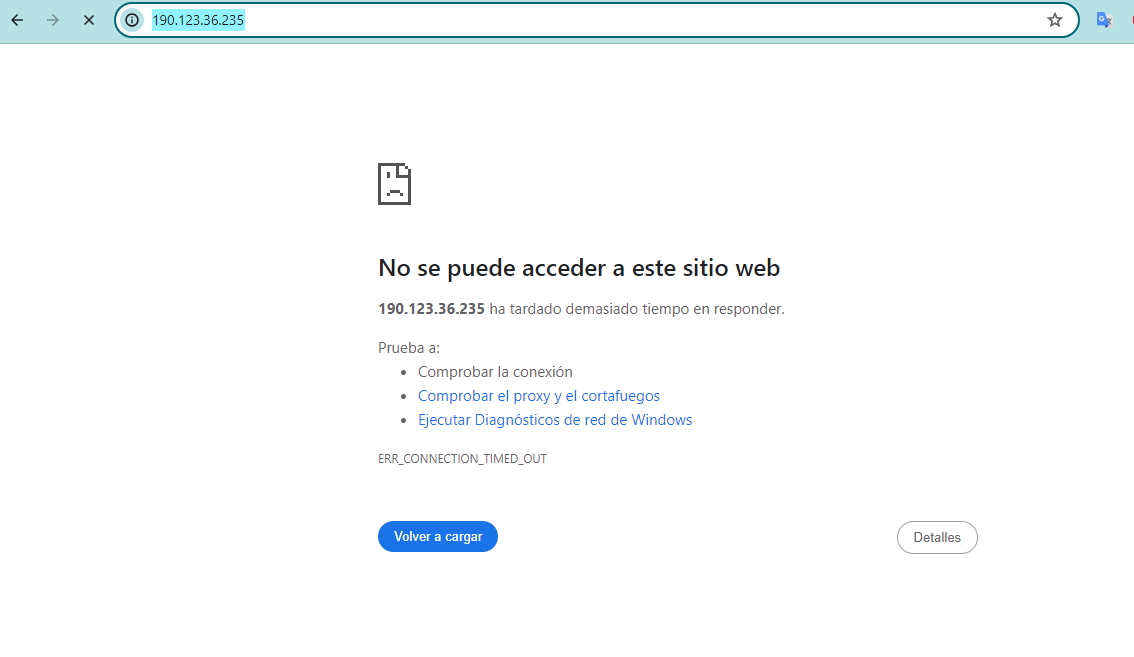 190.123.36.235
No se puede acceder a este sitio web
190.123.36.235 ha tardado demasiado tiempo en responder.
Prueba a:
• Comprobar la conexión
• Comprobar el proxy y el cortafuegos
• Ejecutar Diagnósticos de red de Windows
ERR_CONNECTION_TIMED_OUT
Volver a cargar
Detalles